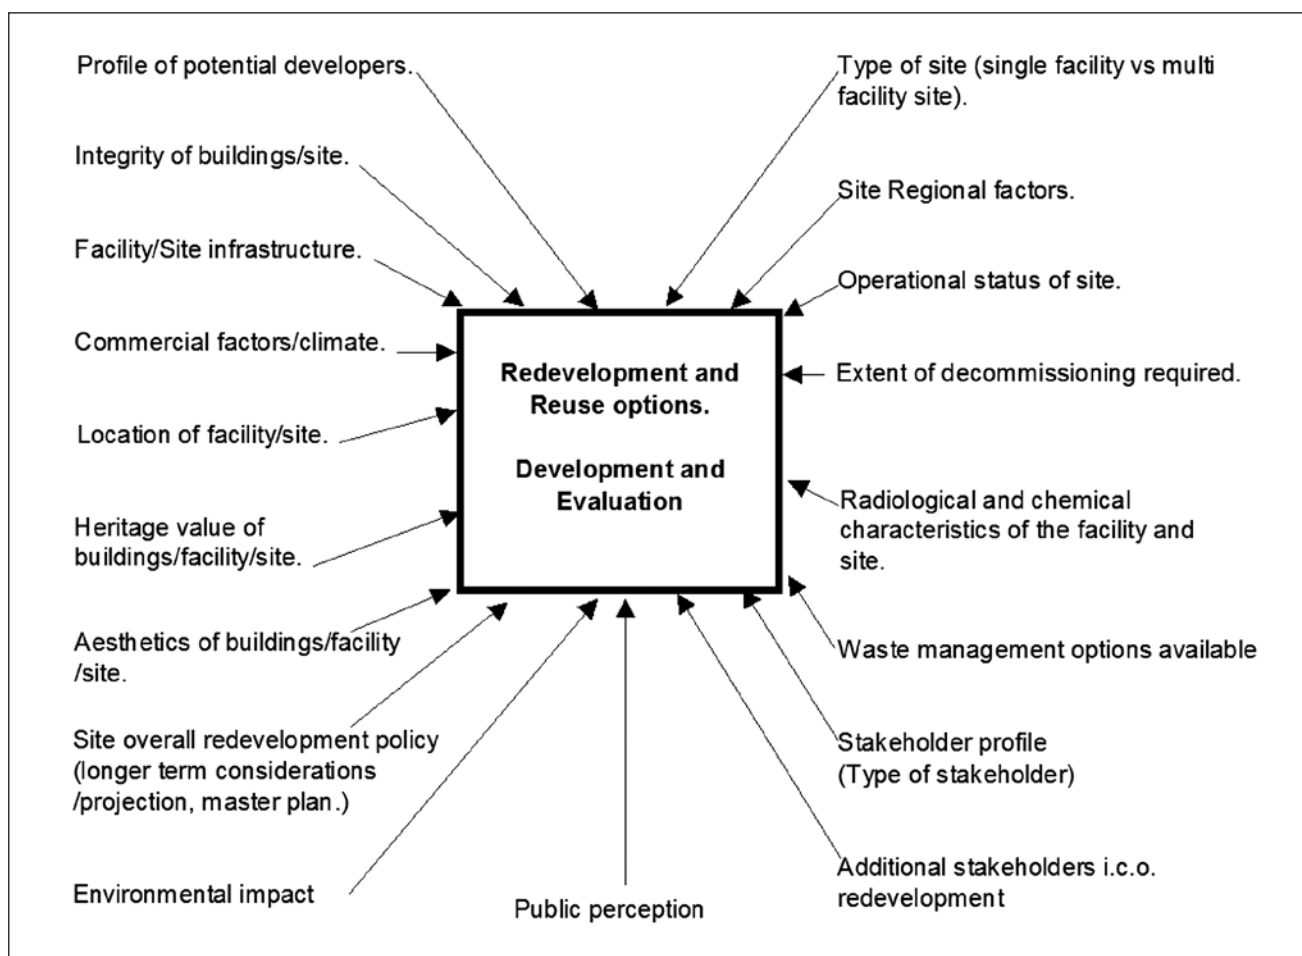 Profile of potential developers.
Integrity of buildings/site.
Facility/Site infrastructure.
Commercial factors/climate.
Location of facility/site.
Heritage value of
buildings/facility/site.
Aesthetics of buildings/facility
/site.
Site overall redevelopment policy
(longer term considerations
/projection, master plan.)
Environmental impact
Redevelopment and
Reuse options.
Development and
Evaluation
Public perception
Type of site (single facility vs multi
facility site).
Site Regional factors.
Operational status of site.
Extent of decommissioning required.
Radiological and chemical
characteristics of the facility and
site.
Waste management options available
Stakeholder profile
(Type of stakeholder)
Additional stakeholders i.c.o.
redevelopment